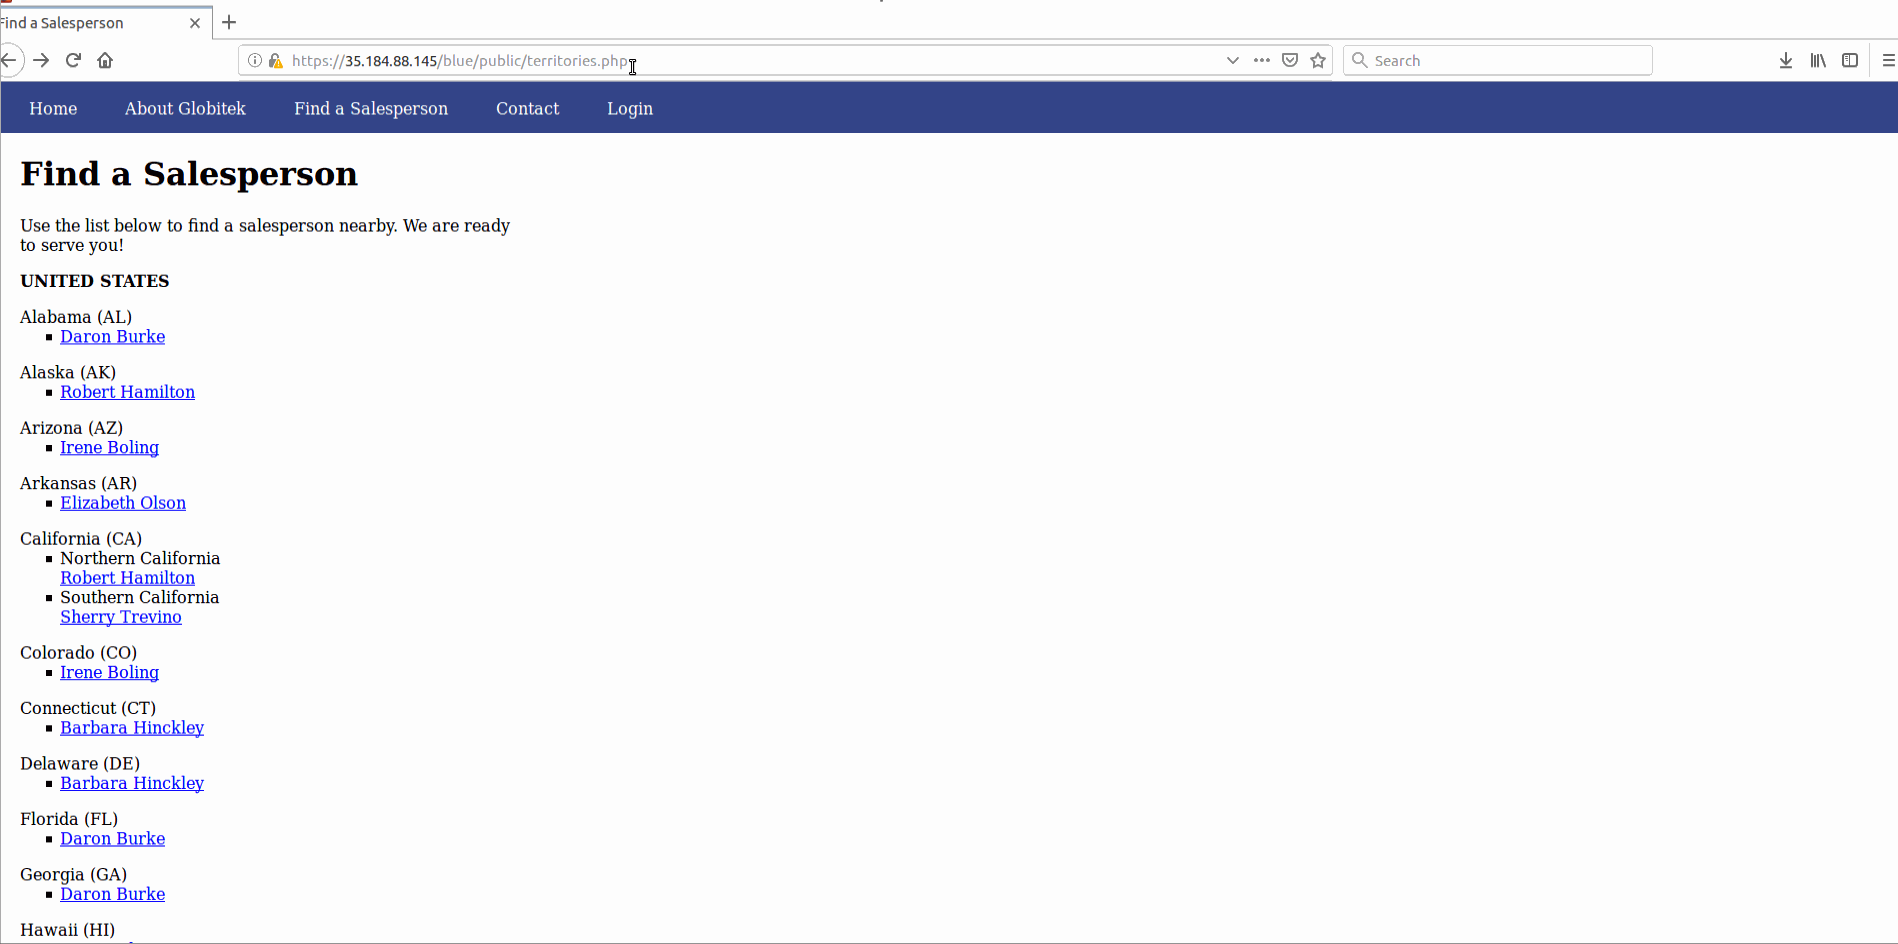 Find a Salesperson
https://35.184.88.145/blue/public/territories.php
Search
Home About Globitek Find a Salesperson Contact Login
Find a Salesperson
Use the list below to find a salesperson nearby. We are ready
to serve you!
UNITED STATES
Alabama (AL)
Daron Burke
Alaska (AK)
Robert Hamilton
Arizona (AZ)
Irene Boling
Arkansas (AR)
Elizabeth Olson
California (CA)
Northern California
Robert Hamilton
Southern California
Sherry Trevino
Colorado (CO)
Irene Boling
Connecticut (CT)
Barbara Hinckley
Delaware (DE)
Barbara Hinckley
Florida (FL)
Daron Burke
Georgia (GA)
Daron Burke
Hawaii (HI)